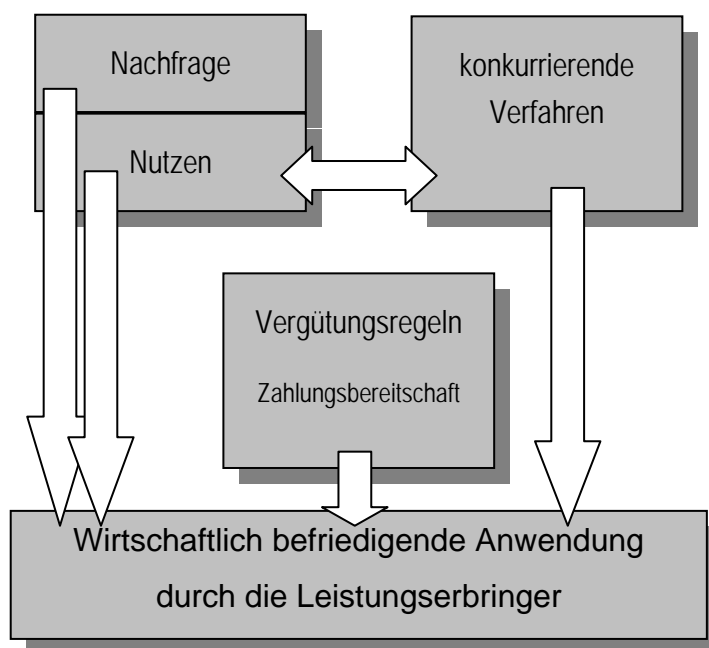 Nachfrage
Nutzen
konkurrierende
Verfahren
Vergütungsregeln
Zahlungsbereitschaft
Wirtschaftlich befriedigende Anwendung
durch die Leistungserbringer